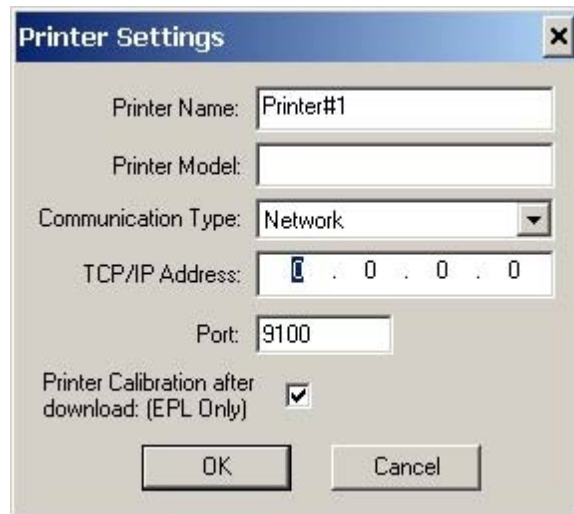 Printer Settings
Printer Name: Printer#1
Printer Model:
Communication Type: Network
TCP/IP Address: 0 . 0 . 0 . 0
Port: 9100
Printer Calibration after
download: (EPL Only)
OK Cancel